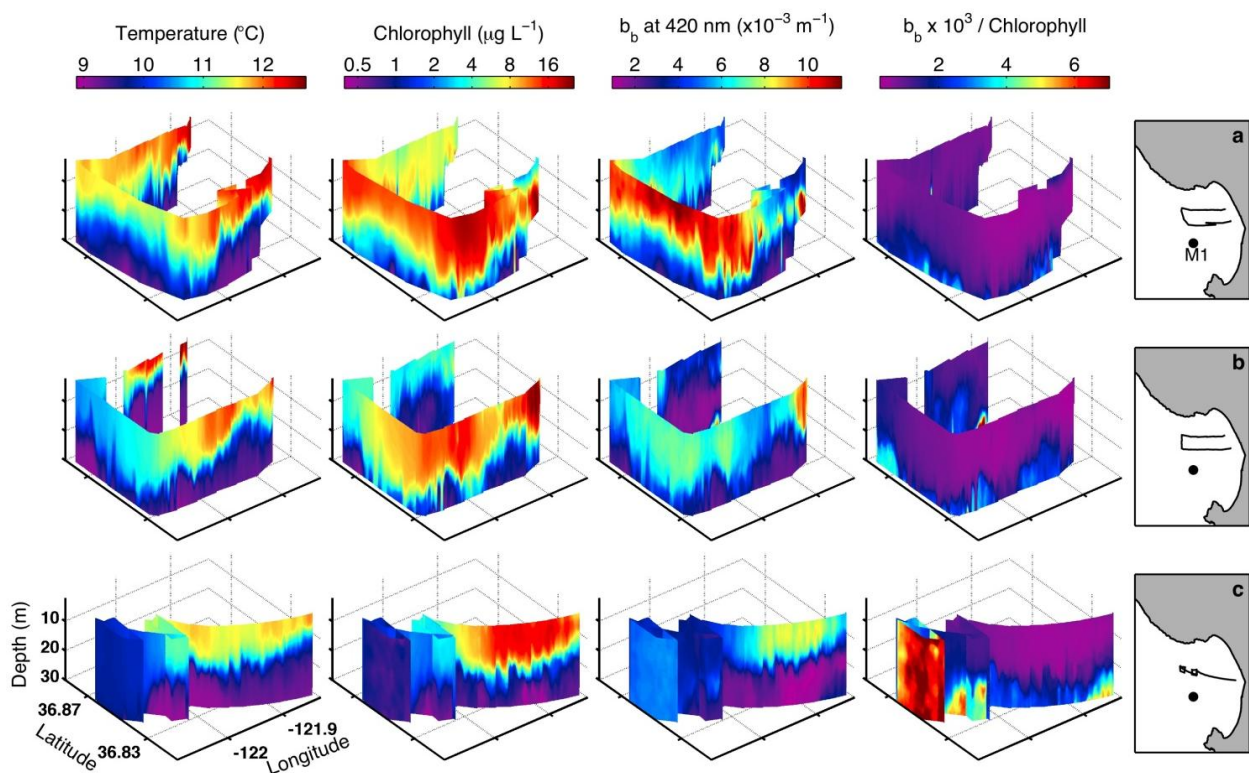 Temperature (°C)
9 10 11 12
Chlorophyll (μg L⁻¹)
0.5 1 2 4 8 16
b_b at 420 nm (x10⁻³ m⁻¹)
2 4 6 8 10
b_b x 10³ / Chlorophyll
2 4 6
a
M1
b
c
Depth (m)
10
20
30
36.87
36.83
Latitude
-122
-121.9
Longitude